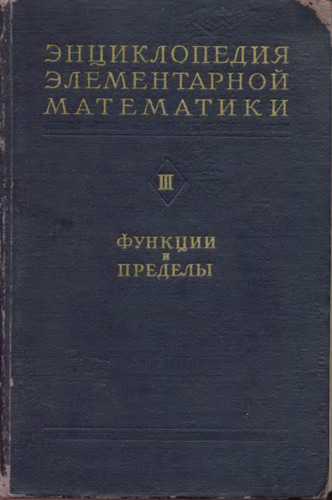 ЭНЦИКЛОПЕДИЯ
ЭЛЕМЕНТАРНОЙ
МАТЕМАТИКИ
III
ФУНКЦИИ
и
ПРЕДЕЛЫ